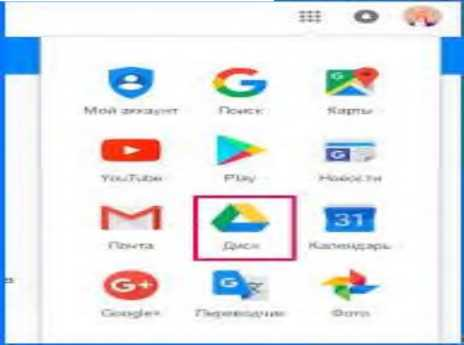 Мой аккаунт Поиск Карты
YouTube Play Новости
31
Почта Диск Календарь
G+
Google+ Переводчик Фото